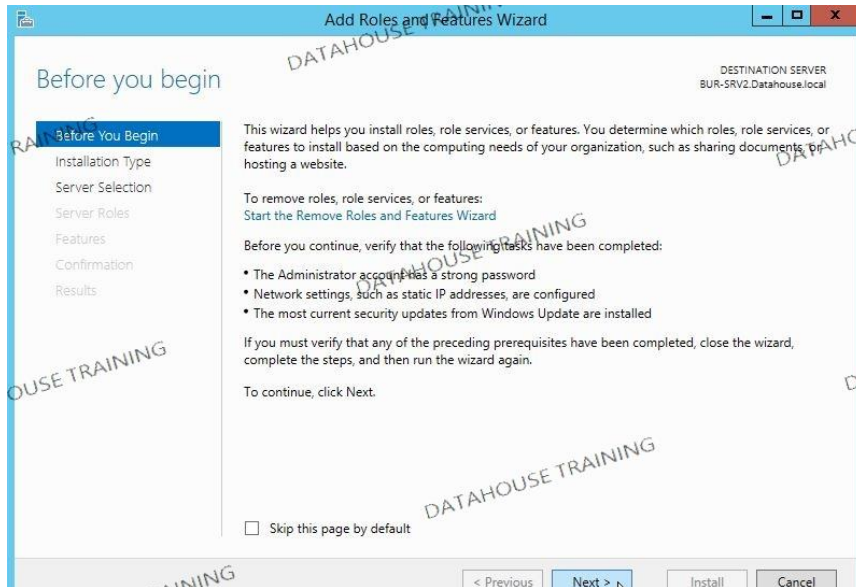 Add Roles and Features Wizard
Before you begin
DESTINATION SERVER
BUR-SRV2.Datahouse.local
Before You Begin
Installation Type
Server Selection
Server Roles
Features
Confirmation
Results
This wizard helps you install roles, role services, or features. You determine which roles, role services, or
features to install based on the computing needs of your organization, such as sharing documents, or
hosting a website.
To remove roles, role services, or features:
Start the Remove Roles and Features Wizard
Before you continue, verify that the following tasks have been completed:
• The Administrator account has a strong password
• Network settings, such as static IP addresses, are configured
• The most current security updates from Windows Update are installed
If you must verify that any of the preceding prerequisites have been completed, close the wizard,
complete the steps, and then run the wizard again.
To continue, click Next.
Skip this page by default
< Previous
Next >
Install
Cancel
DATAHOUSE TRAINING
RAINING
DATAHO
DATAHOUSE TRAINING
OUSE TRAINING
D
DATAHOUSE TRAINING
INING